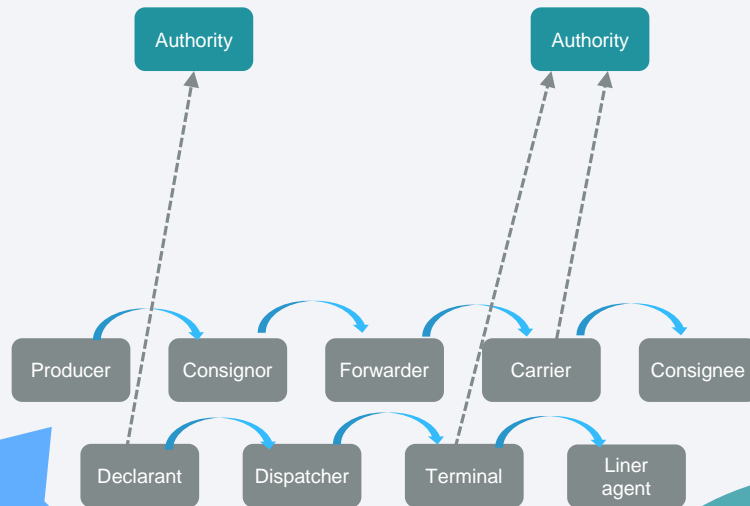 Authority
Authority
Producer
Consignor
Forwarder
Carrier
Consignee
Declarant
Dispatcher
Terminal
Liner
agent